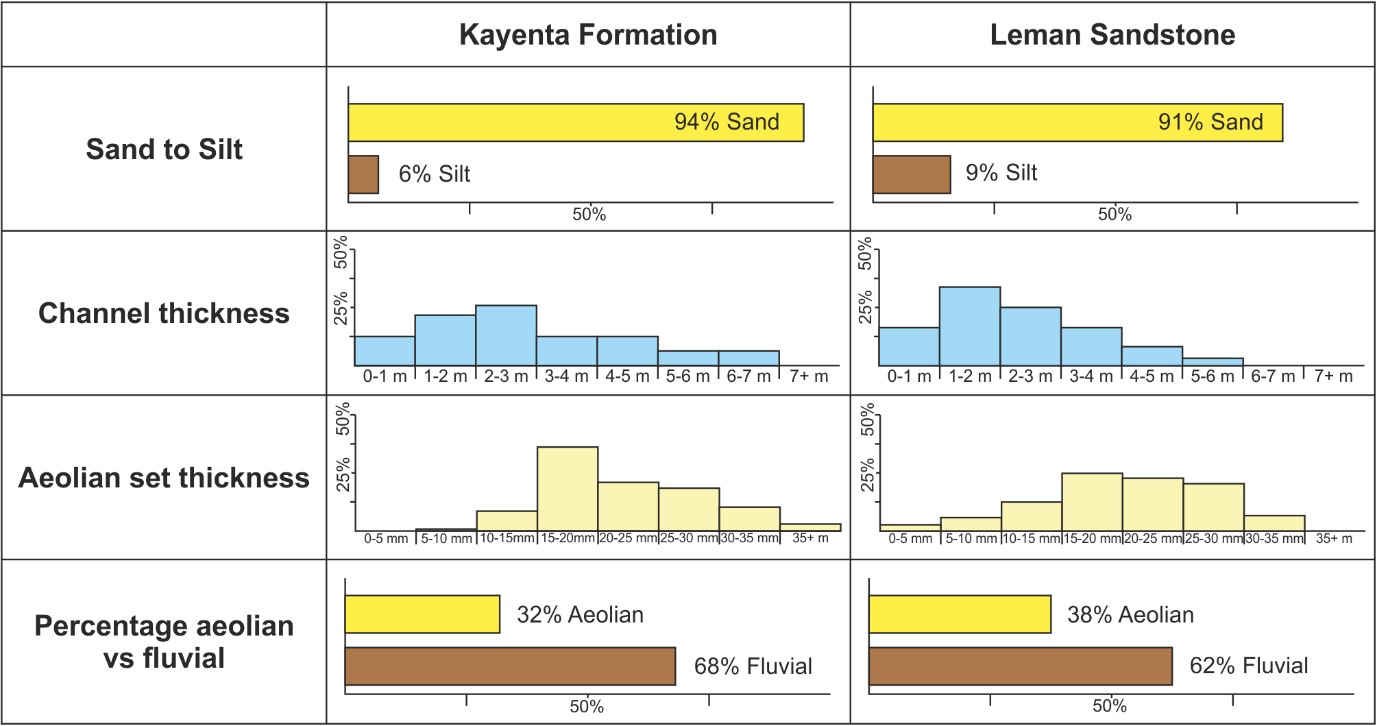 Kayenta Formation
Leman Sandstone
Sand to Silt
94% Sand
6% Silt
50%
91% Sand
9% Silt
50%
Channel thickness
50%
25%
0-1 m 1-2 m 2-3 m 3-4 m 4-5 m 5-6 m 6-7 m 7+ m
50%
25%
0-1 m 1-2 m 2-3 m 3-4 m 4-5 m 5-6 m 6-7 m 7+ m
Aeolian set thickness
50%
25%
0-5 mm 5-10 mm 10-15mm 15-20mm 20-25 mm 25-30 mm 30-35 mm 35+ m
50%
25%
0-5 mm 5-10 mm 10-15 mm 15-20 mm 20-25 mm 25-30 mm 30-35 mm 35+ m
Percentage aeolian
vs fluvial
32% Aeolian
68% Fluvial
50%
38% Aeolian
62% Fluvial
50%